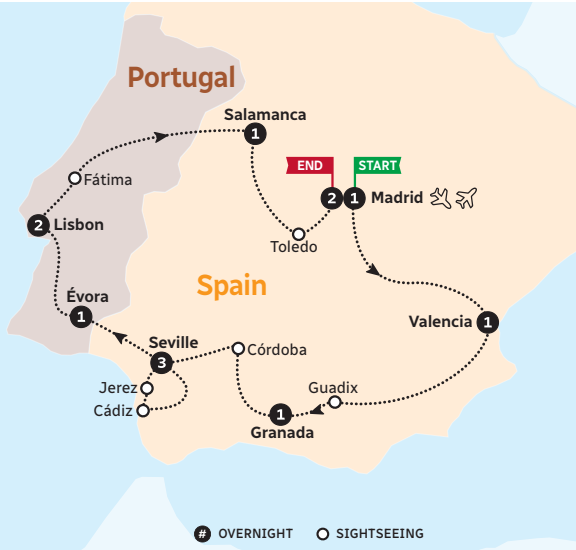 Portugal
Salamanca
1
END
START
Fátima
2
1
Madrid
2
Lisbon
Toledo
Spain
Évora
1
Valencia
1
Seville
3
Córdoba
Jerez
Guadix
Cádiz
1
Granada
# OVERNIGHT
SIGHTSEEING